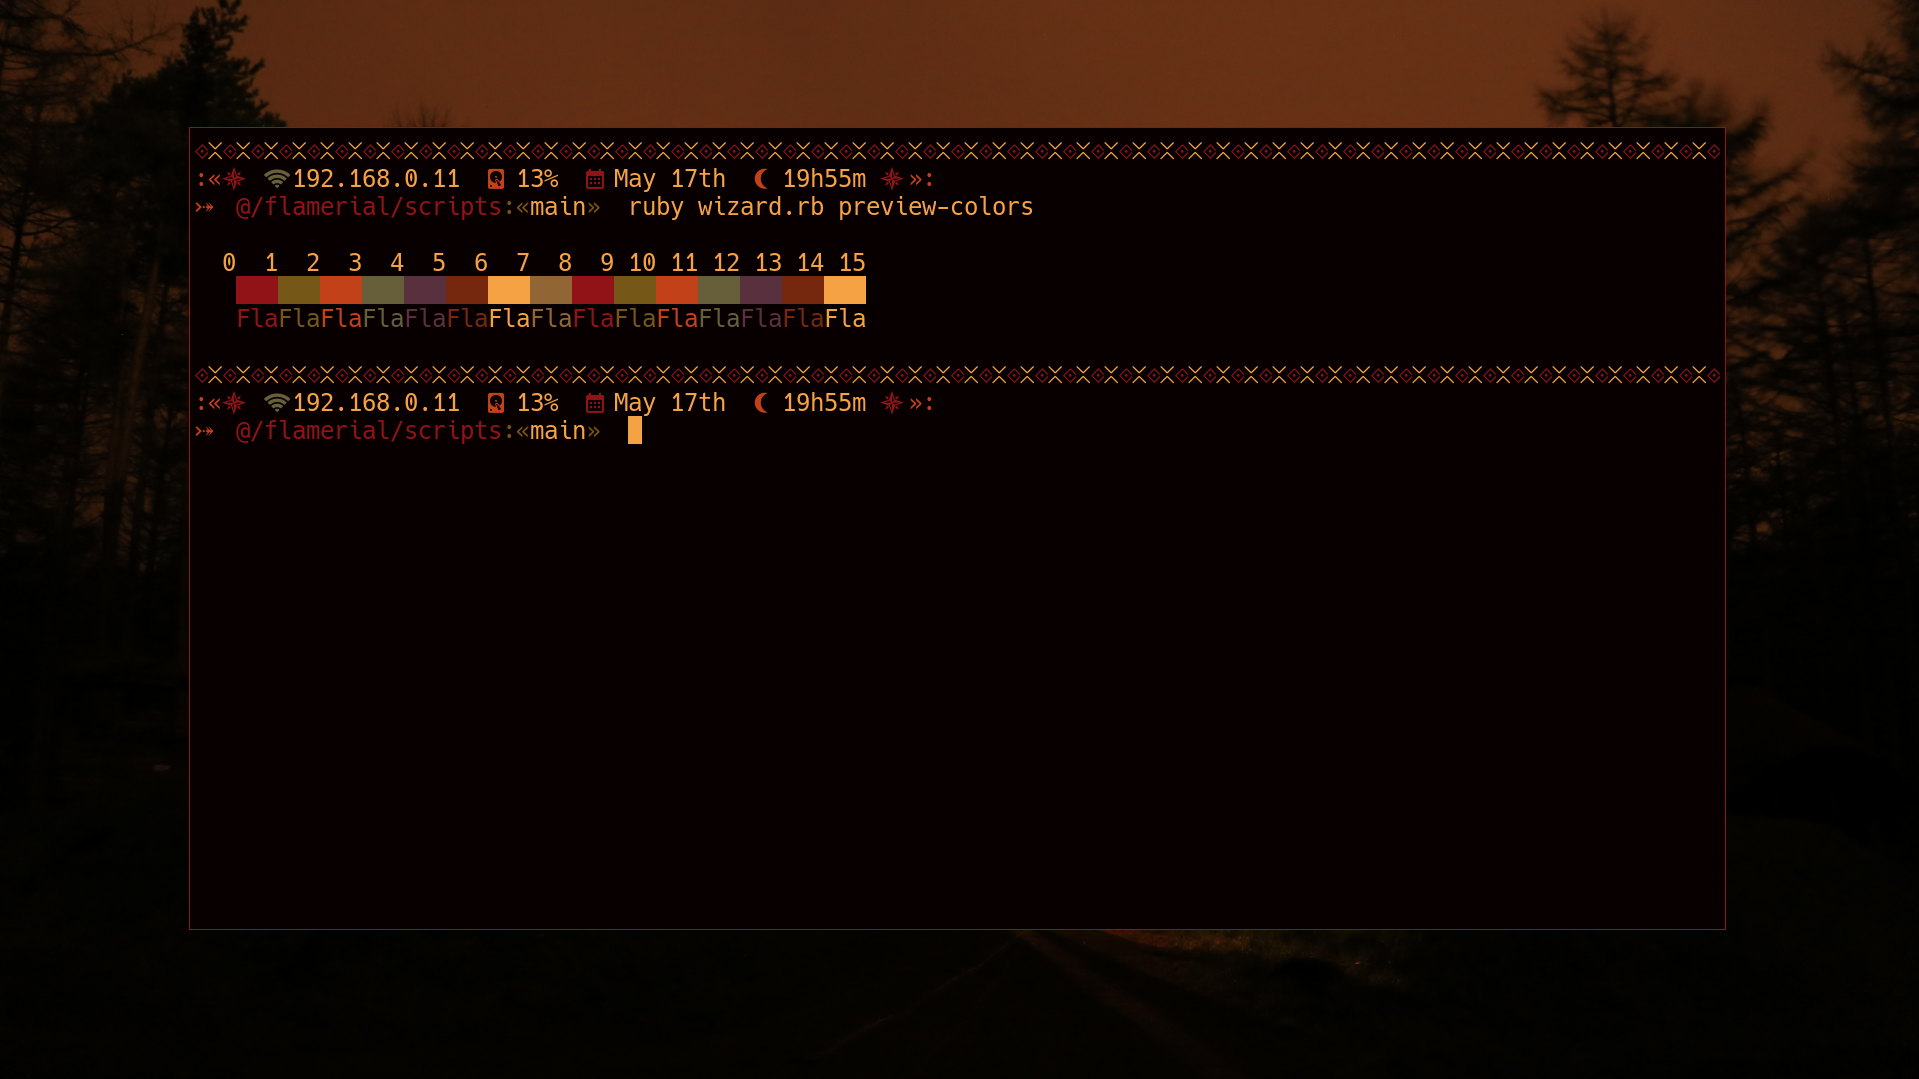 :« 192.168.0.11 13% May 17th 19h55m »:
@/flamerial/scripts:«main» ruby wizard.rb preview-colors
0 1 2 3 4 5 6 7 8 9 10 11 12 13 14 15
FlaFlaFlaFlaFlaFlaFlaFlaFlaFlaFlaFlaFlaFlaFla
:« 192.168.0.11 13% May 17th 19h55m »:
@/flamerial/scripts:«main»